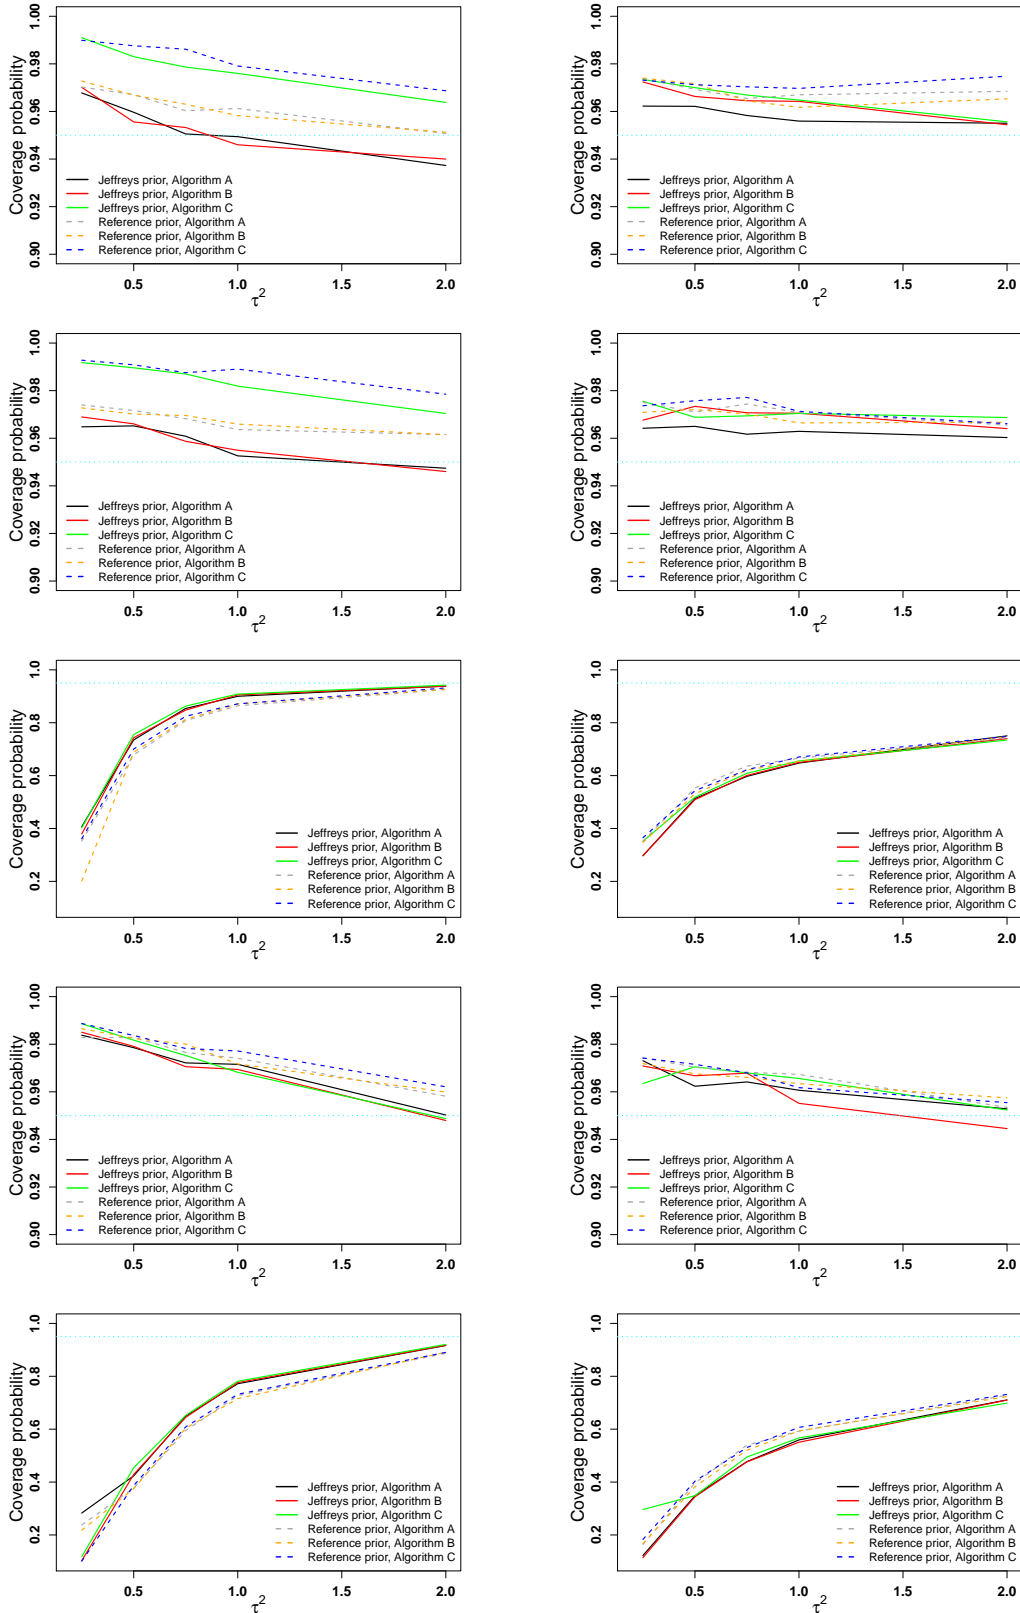 Coverage probability
1.00
0.98
0.96
0.94
0.92
0.90
Jeffreys prior, Algorithm A
Jeffreys prior, Algorithm B
Jeffreys prior, Algorithm C
Reference prior, Algorithm A
Reference prior, Algorithm B
Reference prior, Algorithm C
0.5 1.0 1.5 2.0
τ²
Coverage probability
1.00
0.98
0.96
0.94
0.92
0.90
Jeffreys prior, Algorithm A
Jeffreys prior, Algorithm B
Jeffreys prior, Algorithm C
Reference prior, Algorithm A
Reference prior, Algorithm B
Reference prior, Algorithm C
0.5 1.0 1.5 2.0
τ²
Coverage probability
1.00
0.98
0.96
0.94
0.92
0.90
Jeffreys prior, Algorithm A
Jeffreys prior, Algorithm B
Jeffreys prior, Algorithm C
Reference prior, Algorithm A
Reference prior, Algorithm B
Reference prior, Algorithm C
0.5 1.0 1.5 2.0
τ²
Coverage probability
1.00
0.98
0.96
0.94
0.92
0.90
Jeffreys prior, Algorithm A
Jeffreys prior, Algorithm B
Jeffreys prior, Algorithm C
Reference prior, Algorithm A
Reference prior, Algorithm B
Reference prior, Algorithm C
0.5 1.0 1.5 2.0
τ²
Coverage probability
1.0
0.8
0.6
0.4
0.2
Jeffreys prior, Algorithm A
Jeffreys prior, Algorithm B
Jeffreys prior, Algorithm C
Reference prior, Algorithm A
Reference prior, Algorithm B
Reference prior, Algorithm C
0.5 1.0 1.5 2.0
τ²
Coverage probability
1.0
0.8
0.6
0.4
0.2
Jeffreys prior, Algorithm A
Jeffreys prior, Algorithm B
Jeffreys prior, Algorithm C
Reference prior, Algorithm A
Reference prior, Algorithm B
Reference prior, Algorithm C
0.5 1.0 1.5 2.0
τ²
Coverage probability
1.00
0.98
0.96
0.94
0.92
0.90
Jeffreys prior, Algorithm A
Jeffreys prior, Algorithm B
Jeffreys prior, Algorithm C
Reference prior, Algorithm A
Reference prior, Algorithm B
Reference prior, Algorithm C
0.5 1.0 1.5 2.0
τ²
Coverage probability
1.00
0.98
0.96
0.94
0.92
0.90
Jeffreys prior, Algorithm A
Jeffreys prior, Algorithm B
Jeffreys prior, Algorithm C
Reference prior, Algorithm A
Reference prior, Algorithm B
Reference prior, Algorithm C
0.5 1.0 1.5 2.0
τ²
Coverage probability
1.0
0.8
0.6
0.4
0.2
Jeffreys prior, Algorithm A
Jeffreys prior, Algorithm B
Jeffreys prior, Algorithm C
Reference prior, Algorithm A
Reference prior, Algorithm B
Reference prior, Algorithm C
0.5 1.0 1.5 2.0
τ²
Coverage probability
1.0
0.8
0.6
0.4
0.2
Jeffreys prior, Algorithm A
Jeffreys prior, Algorithm B
Jeffreys prior, Algorithm C
Reference prior, Algorithm A
Reference prior, Algorithm B
Reference prior, Algorithm C
0.5 1.0 1.5 2.0
τ²